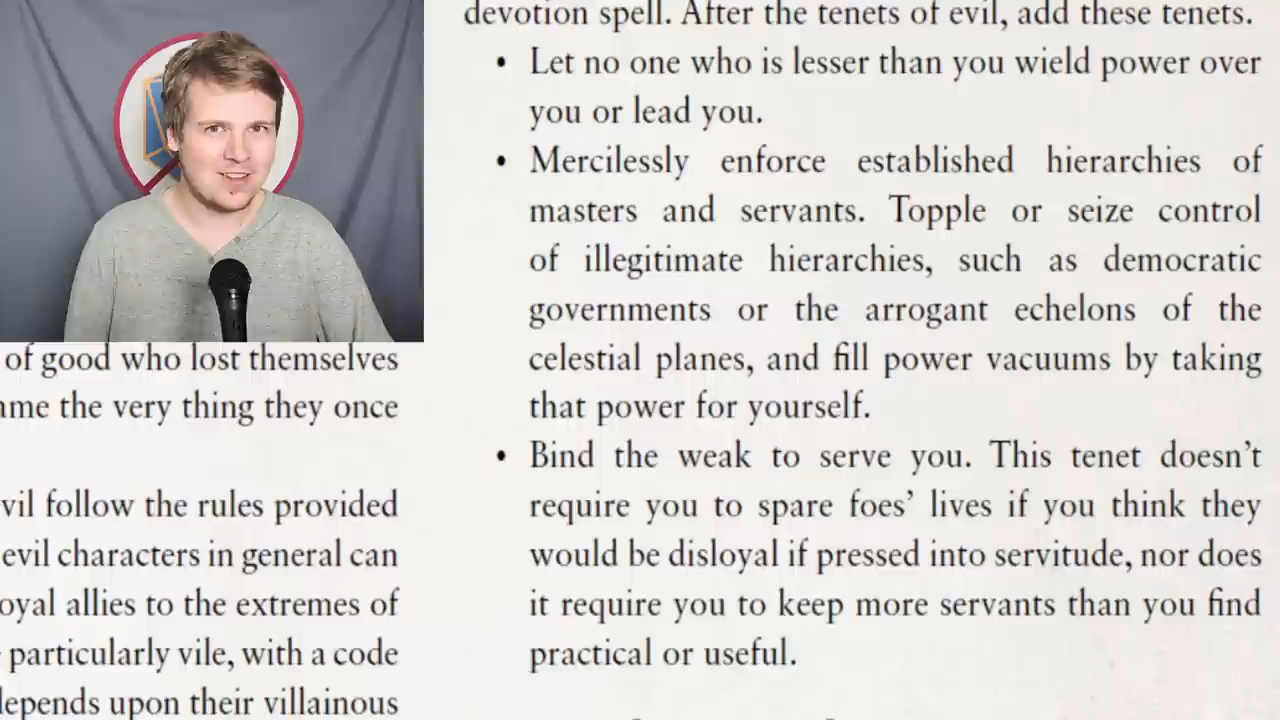 of good who lost themselves
the very thing they once
follow the rules provided
evil characters in general can
allies to the extremes of
particularly vile, with a code
upon their villainous
devotion spell. After the tenets of evil, add these tenets.
• Let no one who is lesser than you wield power over
you or lead you.
• Mercilessly enforce established hierarchies of
masters and servants. Topple or seize control
of illegitimate hierarchies, such as democratic
governments or the arrogant echelons of the
celestial planes, and fill power vacuums by taking
that power for yourself.
• Bind the weak to serve you. This tenet doesn't
require you to spare foes' lives if you think they
would be disloyal if pressed into servitude, nor does
it require you to keep more servants than you find
practical or useful.